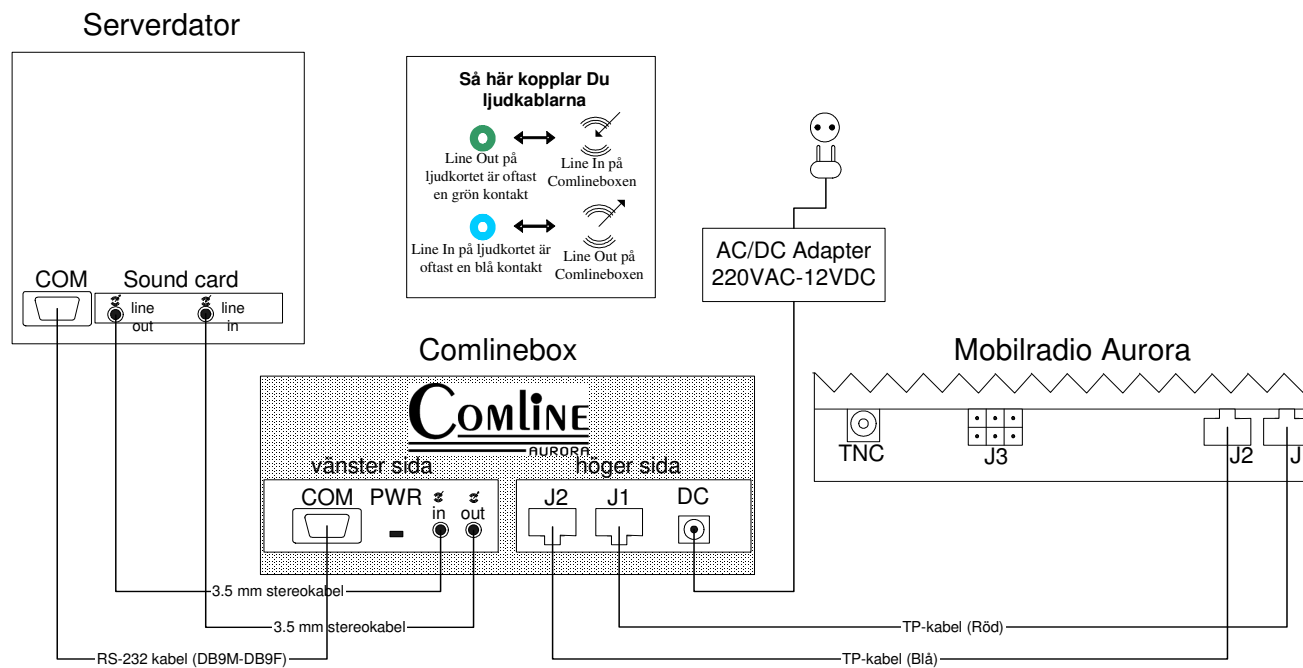 Serverdator
COM
Sound card
line
out
line
in
Så här kopplar Du
ljudkablarna
Line Out på
ljudkortet är oftast
en grön kontakt
Line In på
Comlineboxen
Line In på ljudkortet är
oftast en blå kontakt
Line Out på
Comlineboxen
AC/DC Adapter
220VAC-12VDC
Comlinebox
COMLINE
AURORA
vänster sida
höger sida
COM
PWR
in
out
J2
J1
DC
Mobilradio Aurora
TNC
J3
J2
J
3.5 mm stereokabel
3.5 mm stereokabel
RS-232 kabel (DB9M-DB9F)
TP-kabel (Röd)
TP-kabel (Blå)